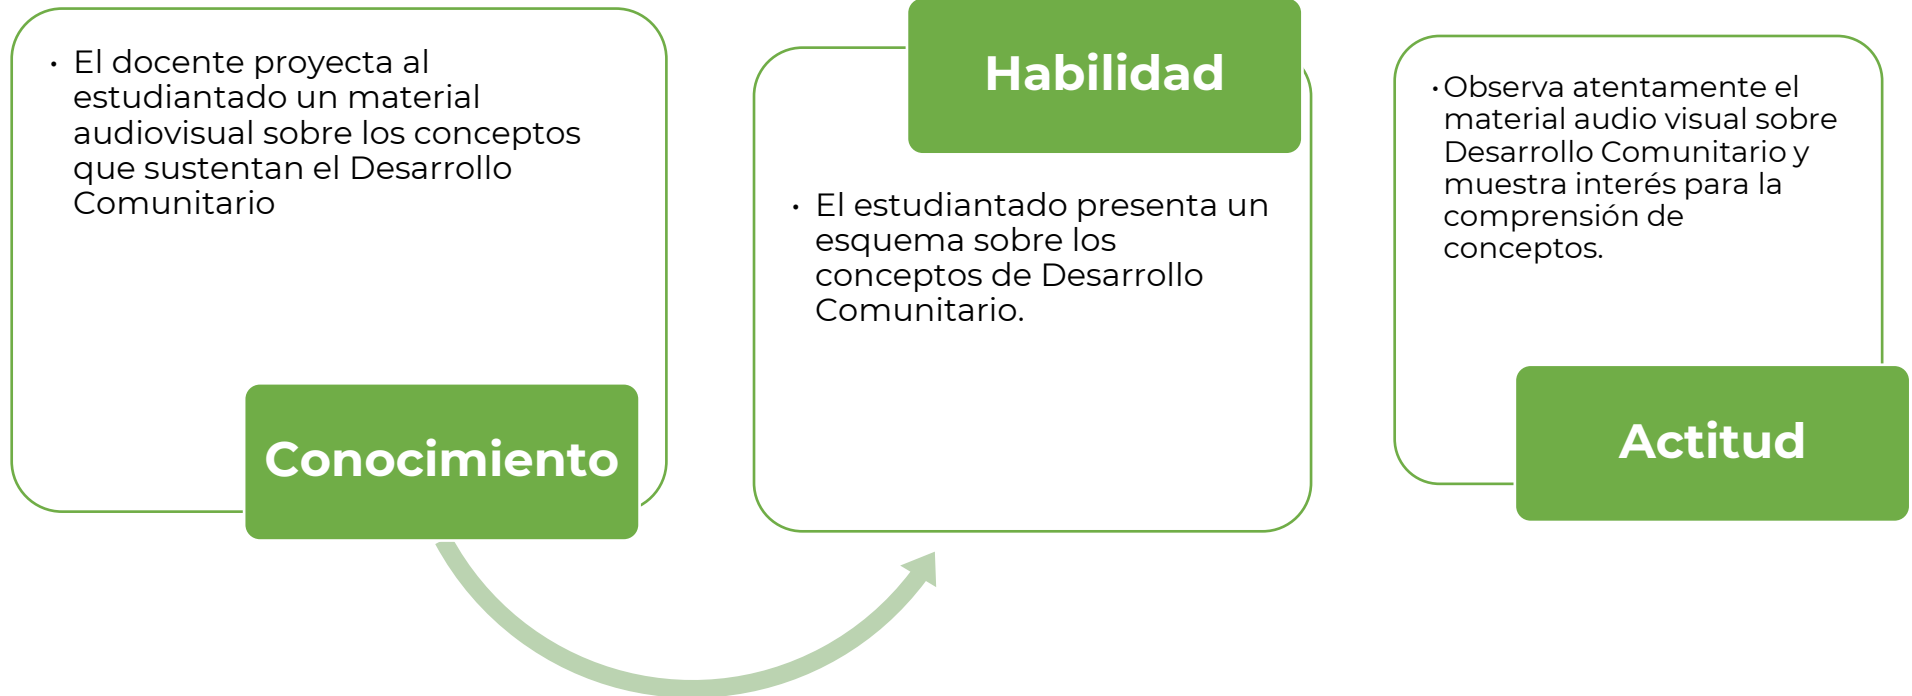 · El docente proyecta al
estudiantado un material
audiovisual sobre los conceptos
que sustentan el Desarrollo
Comunitario
Conocimiento
Habilidad
· El estudiantado presenta un
esquema sobre los
conceptos de Desarrollo
Comunitario.
· Observa atentamente el
material audio visual sobre
Desarrollo Comunitario y
muestra interés para la
comprensión de
conceptos.
Actitud